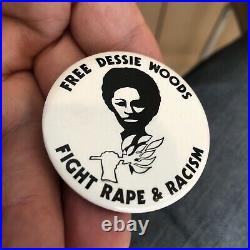 FREE DESSIE WOODS
FIGHT RAPE & RACISM